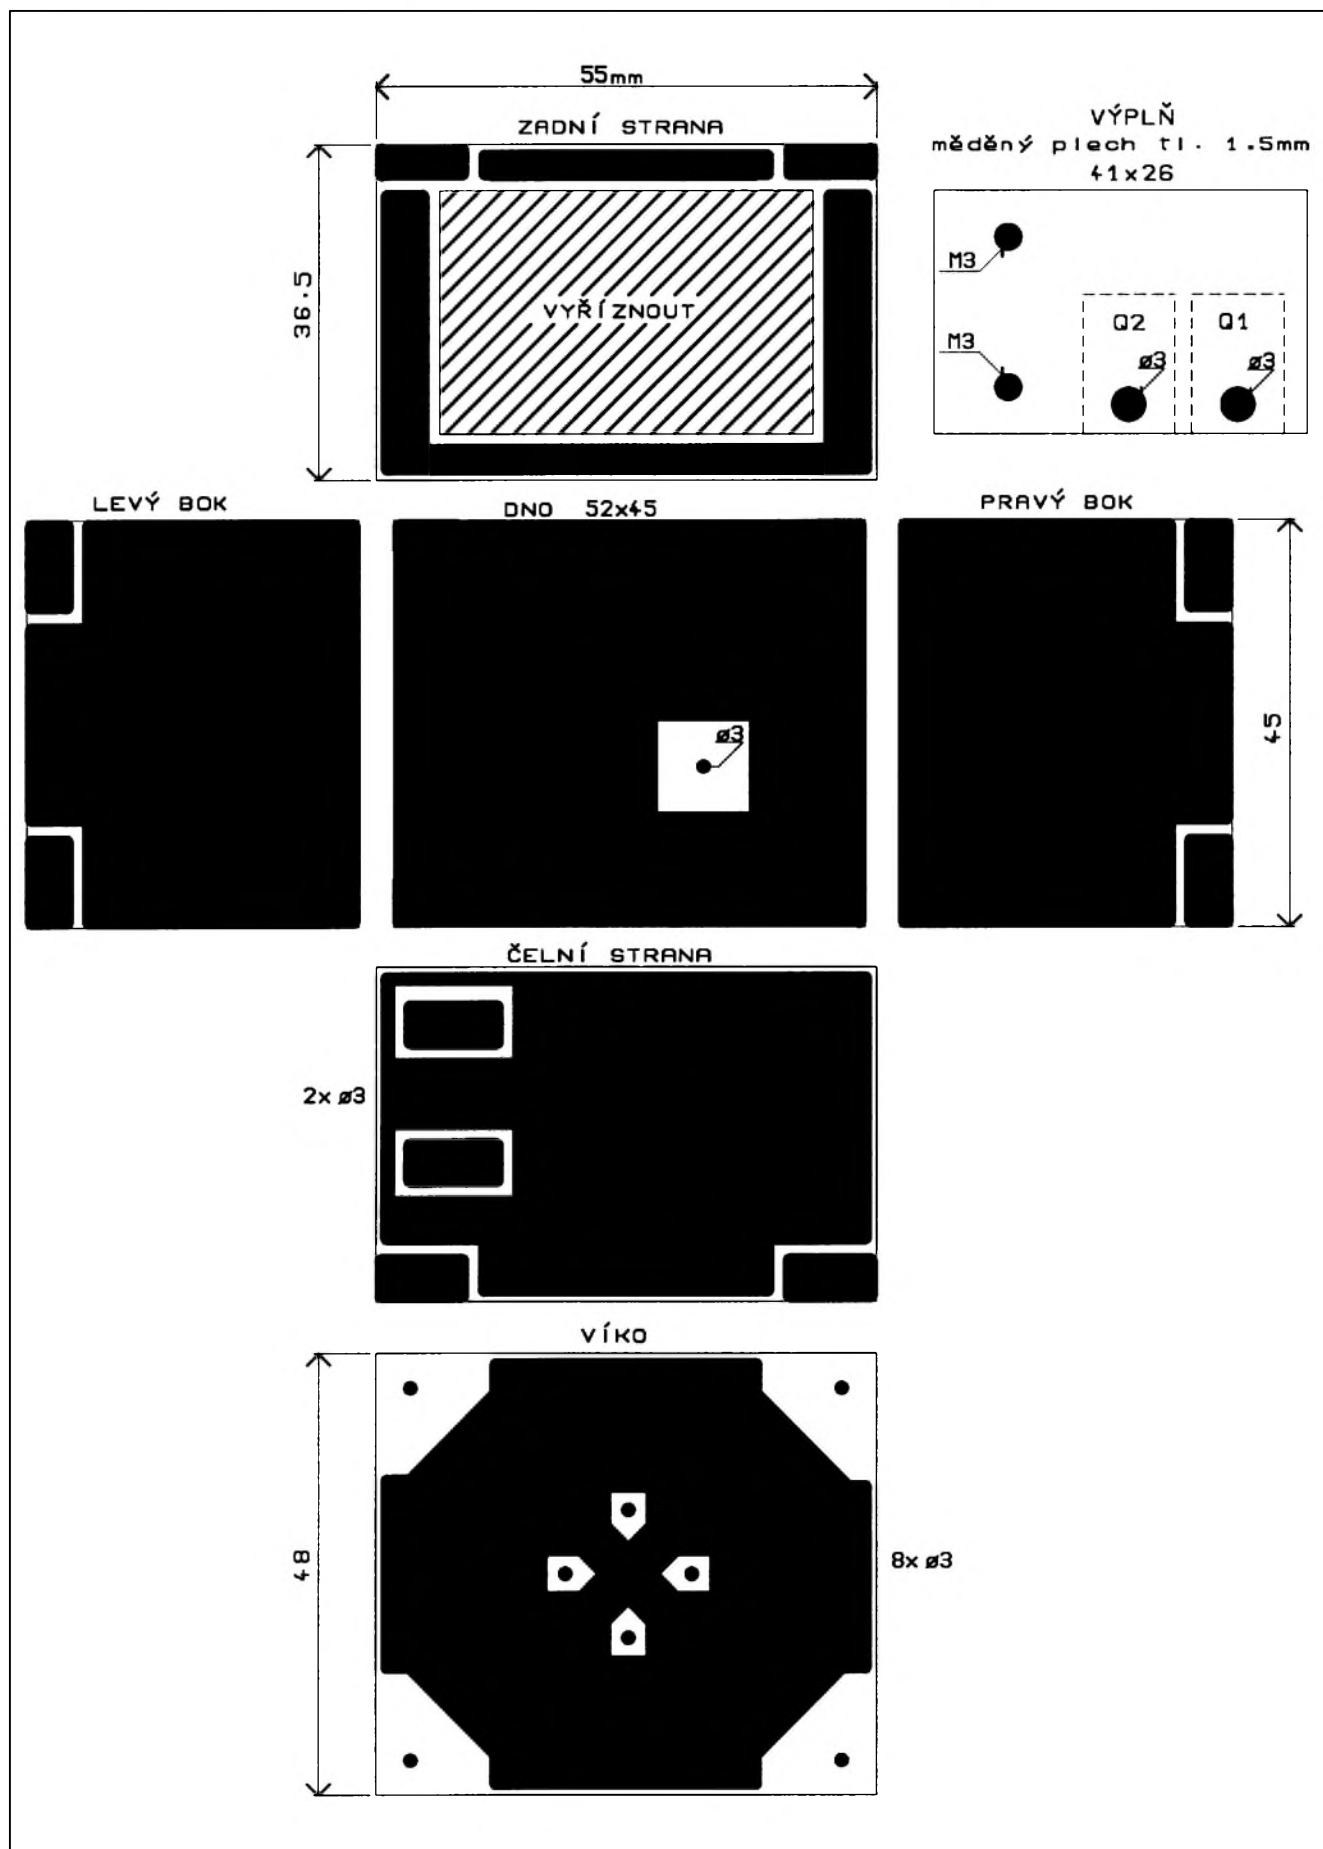 55mm
ZADNÍ STRANA
VÝPLŇ
měděný plech tl. 1.5mm
41x26
36.5
VYŘÍZNOUT
M3
M3
Q2
Q1
ø3
ø3
LEVÝ BOK
DNO 52x45
PRAVÝ BOK
ø3
45
ČELNÍ STRANA
2x ø3
VÍKO
48
8x ø3